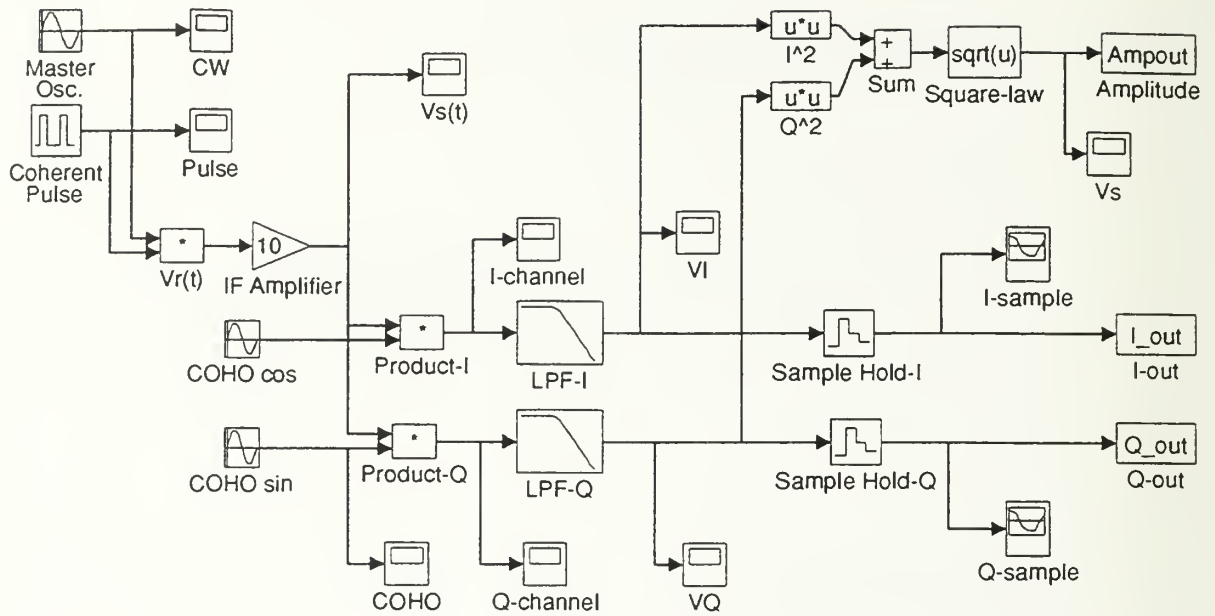 Master
Osc.
CW
Coherent
Pulse
Pulse
*
Vr(t)
10
IF Amplifier
Vs(t)
u*u
I^2
u*u
Q^2
+
+
Sum
sqrt(u)
Square-law
Ampout
Amplitude
Vs
I-channel
VI
I-sample
COHO cos
*
Product-I
LPF-I
Sample Hold-I
I_out
I-out
COHO sin
*
Product-Q
LPF-Q
Sample Hold-Q
Q_out
Q-out
COHO
Q-channel
VQ
Q-sample